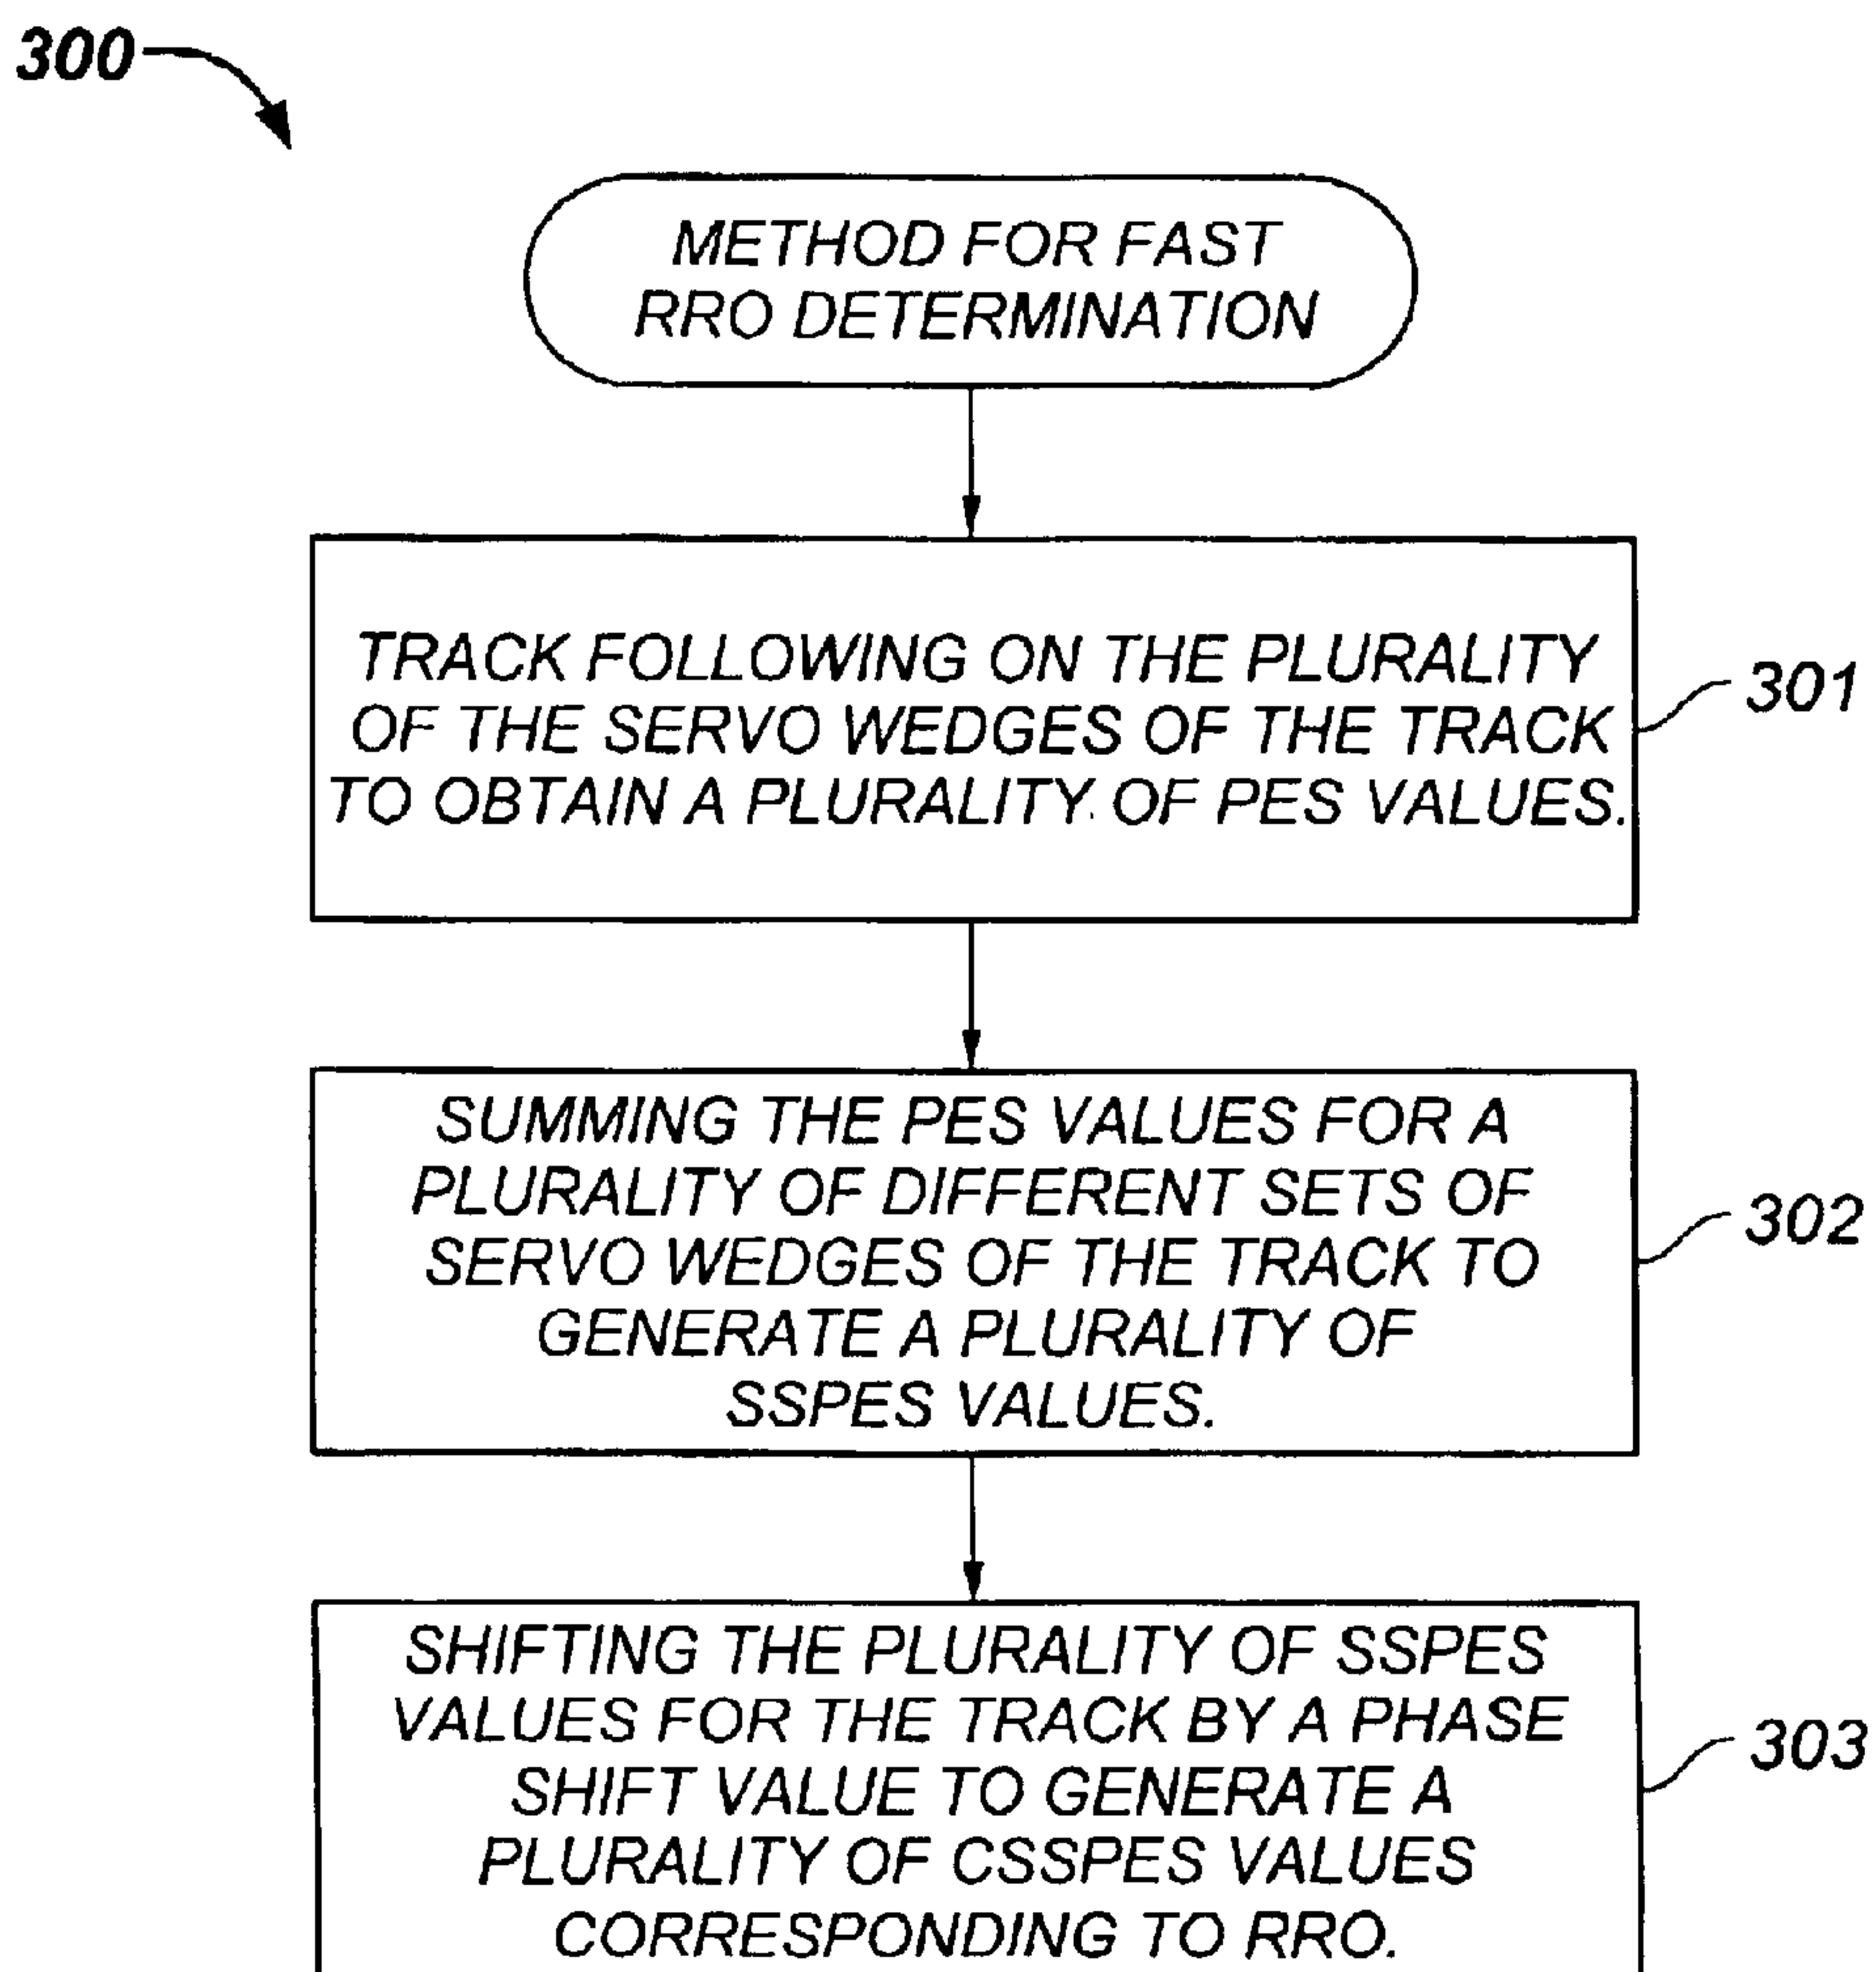 300
METHOD FOR FAST
RRO DETERMINATION
TRACK FOLLOWING ON THE PLURALITY
OF THE SERVO WEDGES OF THE TRACK
TO OBTAIN A PLURALITY OF PES VALUES.
301
SUMMING THE PES VALUES FOR A
PLURALITY OF DIFFERENT SETS OF
SERVO WEDGES OF THE TRACK TO
GENERATE A PLURALITY OF
SSPES VALUES.
302
SHIFTING THE PLURALITY OF SSPES
VALUES FOR THE TRACK BY A PHASE
SHIFT VALUE TO GENERATE A
PLURALITY OF CSSPES VALUES
CORRESPONDING TO RRO.
303